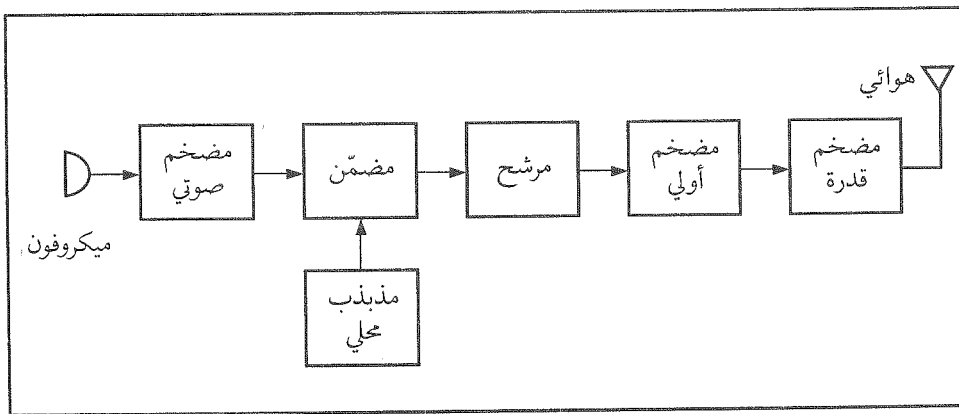 ميكروفون
مضخم
صوتي
مضمّن
مذبذب
محلي
مرشح
مضخم
أولي
مضخم
قدرة
هوائي